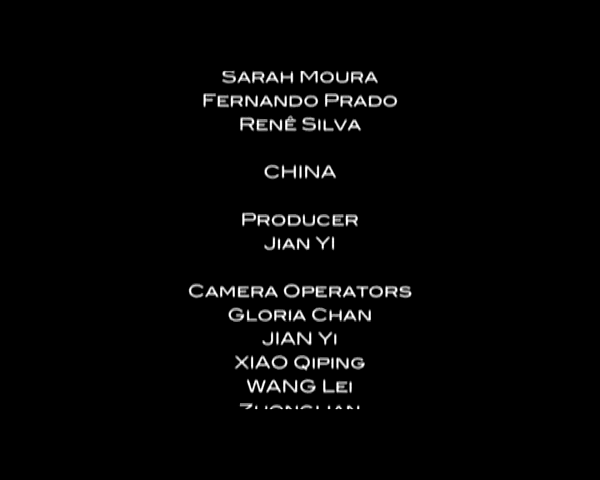 Sarah Moura
Fernando Prado
Renê Silva
CHINA
Producer
Jian YI
Camera Operators
Gloria Chan
JIAN Yi
XIAO Qiping
WANG Lei